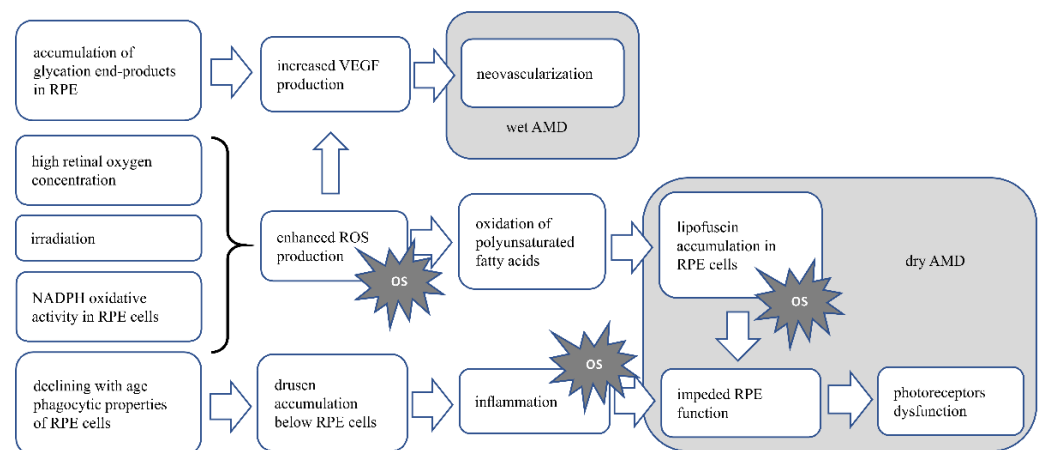 accumulation of
glycation end-products
in RPE
increased VEGF
production
neovascularization
wet AMD
high retinal oxygen
concentration
irradiation
NADPH oxidative
activity in RPE cells
enhanced ROS
production
OS
oxidation of
polyunsaturated
fatty acids
lipofuscin
accumulation in
RPE cells
OS
dry AMD
declining with age
phagocytic properties
of RPE cells
drusen
accumulation
below RPE cells
inflammation
OS
impeded RPE
function
photoreceptors
dysfunction